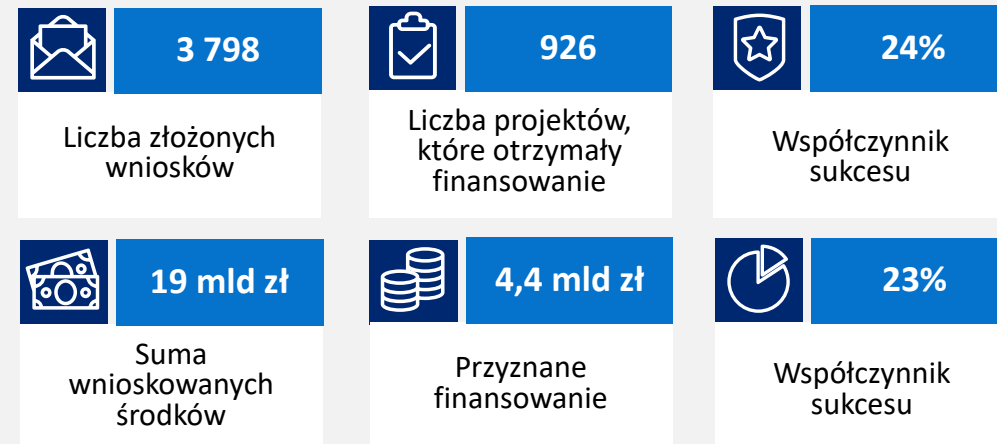 3 798
Liczba złożonych
wniosków
926
Liczba projektów,
które otrzymały
finansowanie
24%
Współczynnik
sukcesu
19 mld zł
Suma
wnioskowanych
środków
4,4 mld zł
Przyznane
finansowanie
23%
Współczynnik
sukcesu